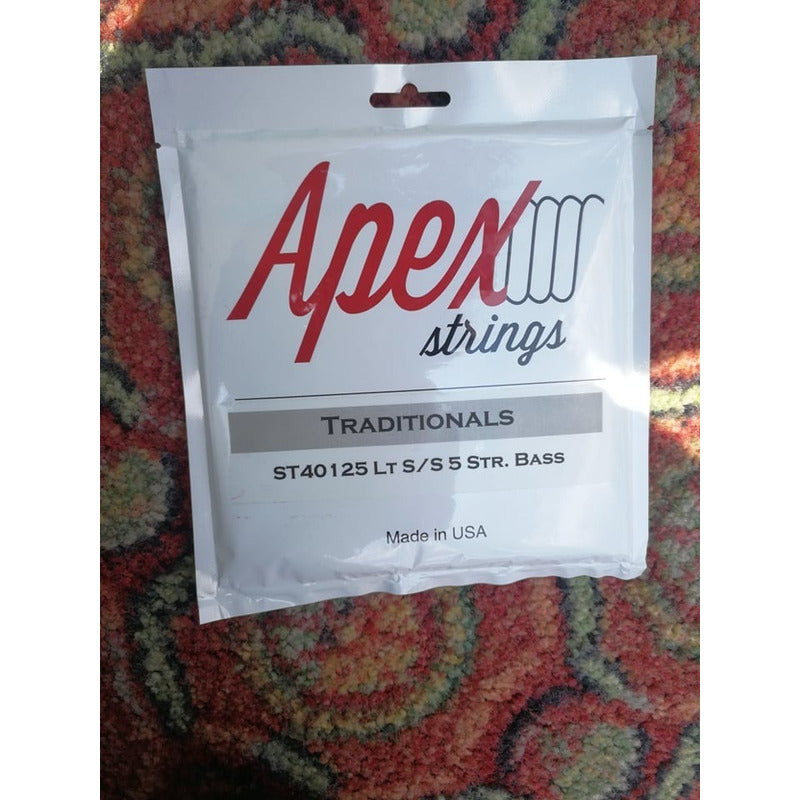 Apex
strings
TRADITIONALS
ST40125 LT S/S 5 STR. BASS
Made in USA